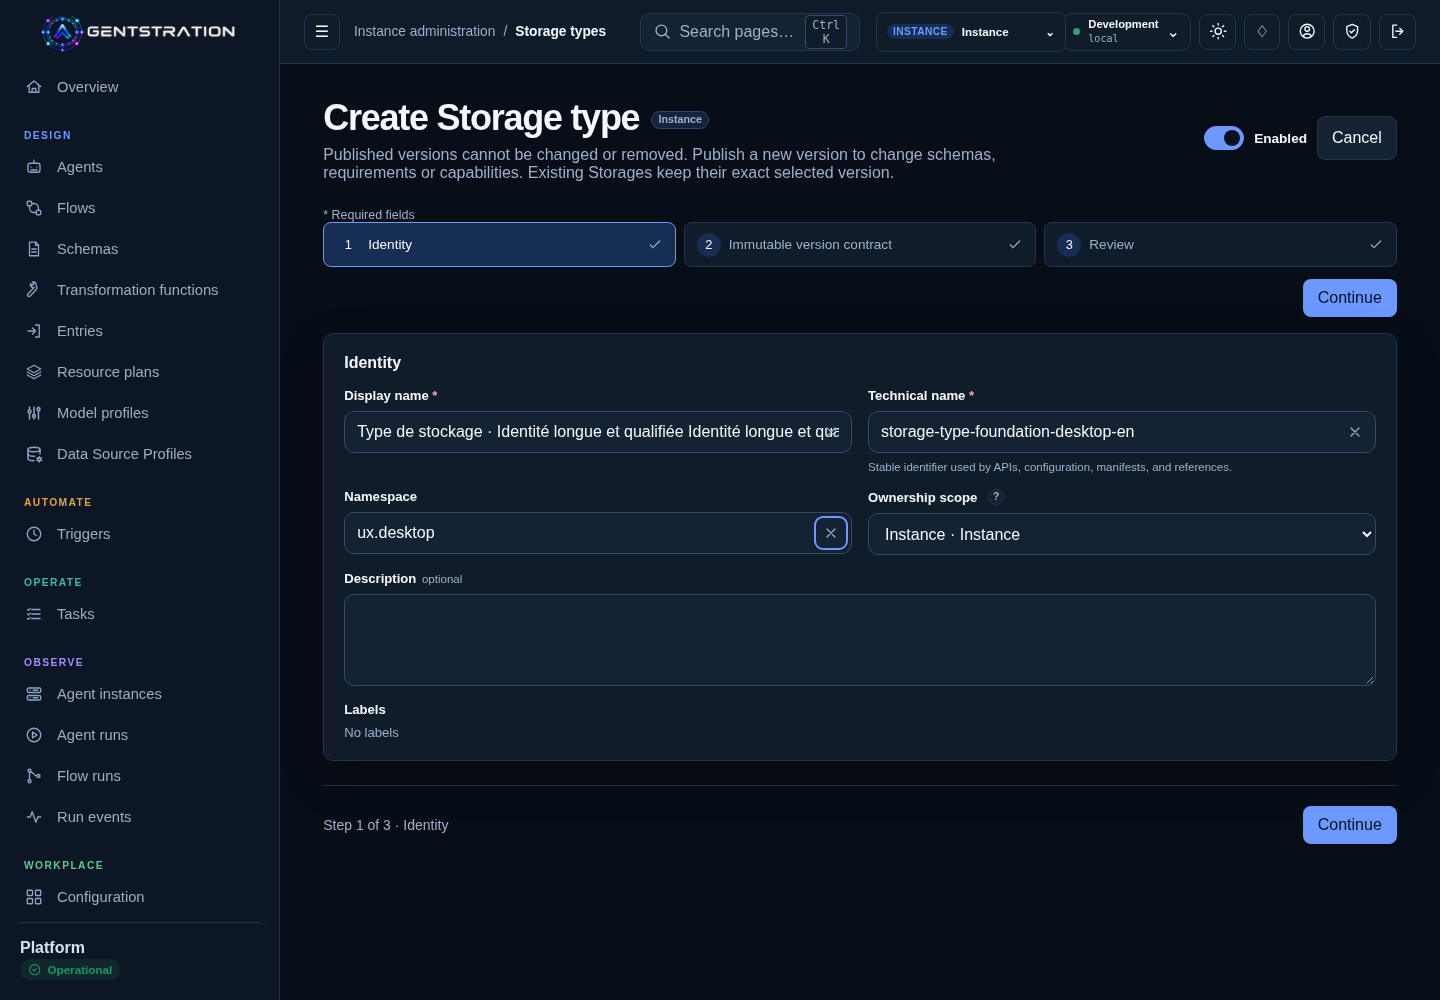 GENTSTRATION
Overview
DESIGN
Agents
Flows
Schemas
Transformation functions
Entries
Resource plans
Model profiles
Data Source Profiles
AUTOMATE
Triggers
OPERATE
Tasks
OBSERVE
Agent instances
Agent runs
Flow runs
Run events
WORKPLACE
Configuration
Platform
Operational
Instance administration / Storage types
Search pages…
Ctrl
K
INSTANCE Instance
Development
local
Create Storage type Instance
Published versions cannot be changed or removed. Publish a new version to change schemas,
requirements or capabilities. Existing Storages keep their exact selected version.
Enabled
Cancel
* Required fields
1 Identity
2 Immutable version contract
3 Review
Continue
Identity
Display name *
Type de stockage · Identité longue et qualifiée Identité longue et qua
Technical name *
storage-type-foundation-desktop-en
Stable identifier used by APIs, configuration, manifests, and references.
Namespace
ux.desktop
Ownership scope ?
Instance · Instance
Description optional
Labels
No labels
Step 1 of 3 · Identity
Continue